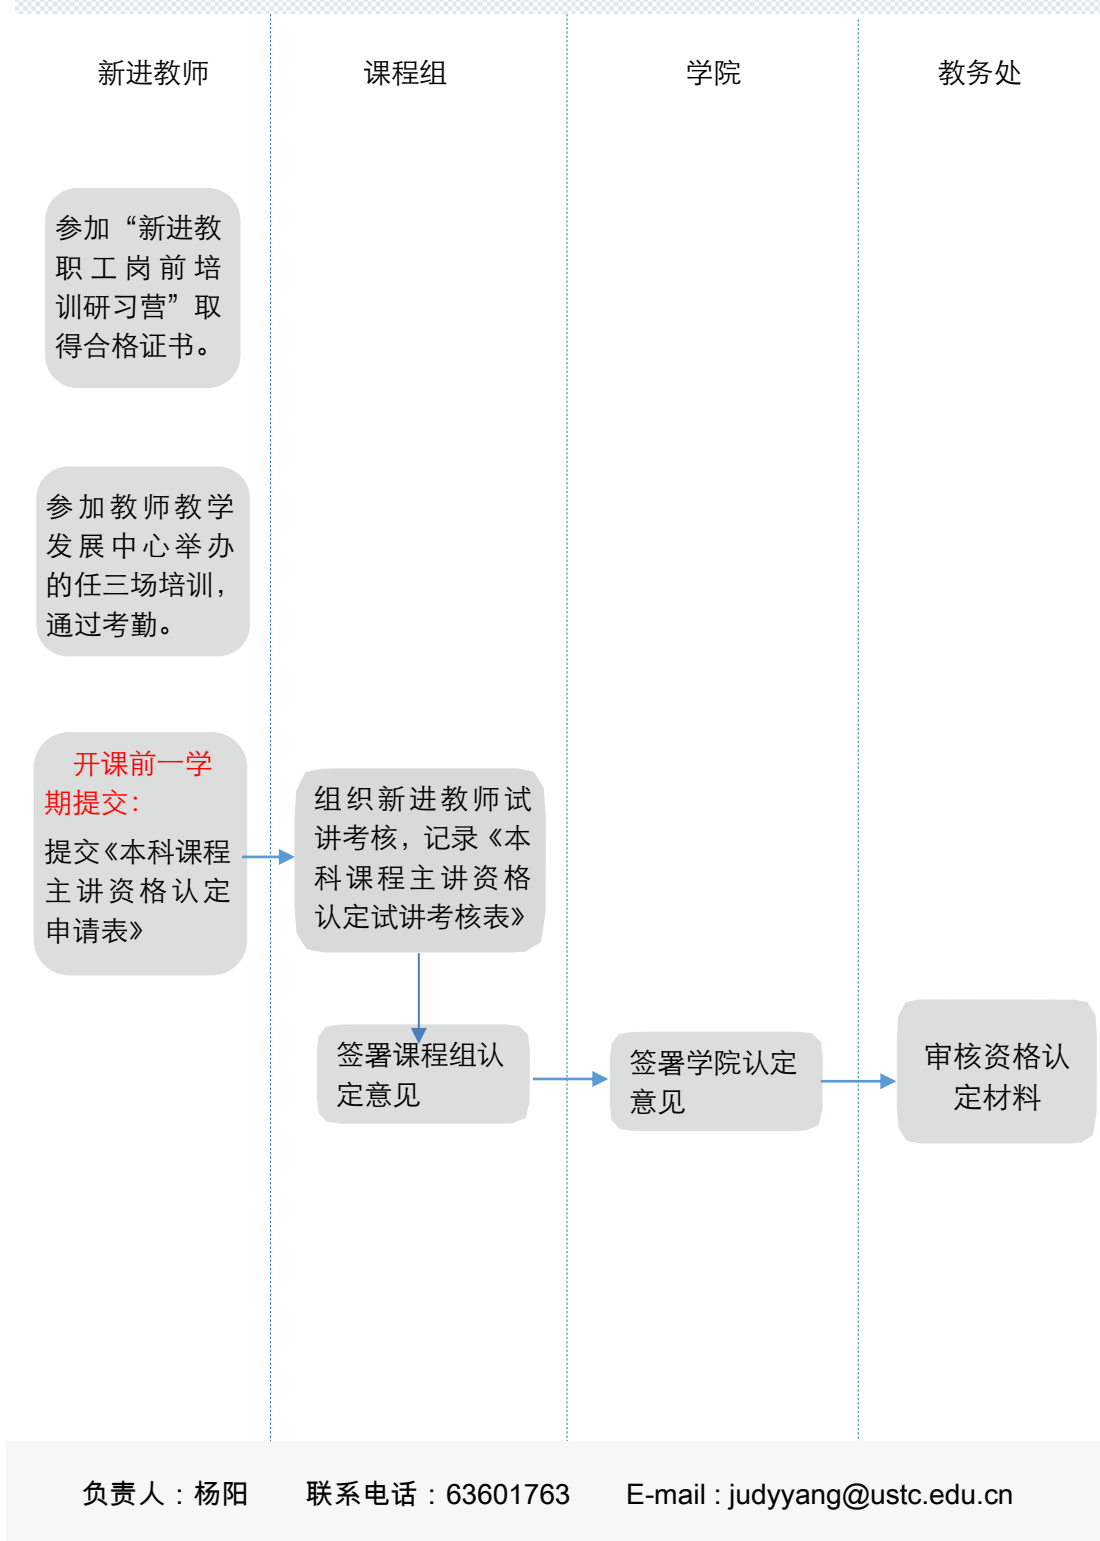 新进教师
课程组
学院
教务处
参加“新进教
职工岗前培
训研习营”取
得合格证书。
参加教师教学
发展中心举办
的任三场培训，
通过考勤。
开课前一学
期提交：
提交《本科课程
主讲资格认定
申请表》
组织新进教师试
讲考核，记录《本
科课程主讲资格
认定试讲考核表》
签署课程组认
定意见
签署学院认定
意见
审核资格认
定材料
负责人：杨阳 联系电话：63601763 E-mail : judyyang@ustc.edu.cn